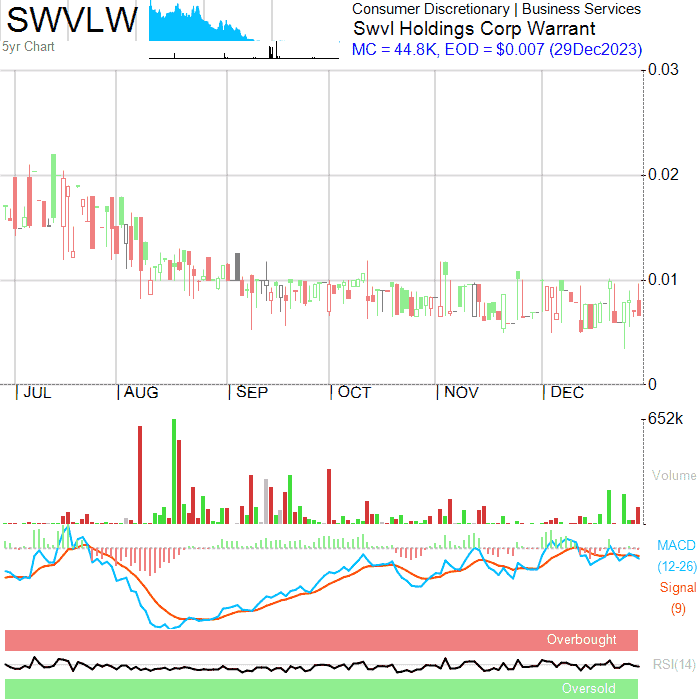 SWVLW
5yr Chart
Consumer Discretionary | Business Services
Swvl Holdings Corp Warrant
MC = 44.8K, EOD = $0.007 (29Dec2023)
0.03
0.02
0.01
0
JUL AUG SEP OCT NOV DEC
652k
Volume
MACD
(12-26)
Signal
(9)
Overbought
RSI(14)
Oversold